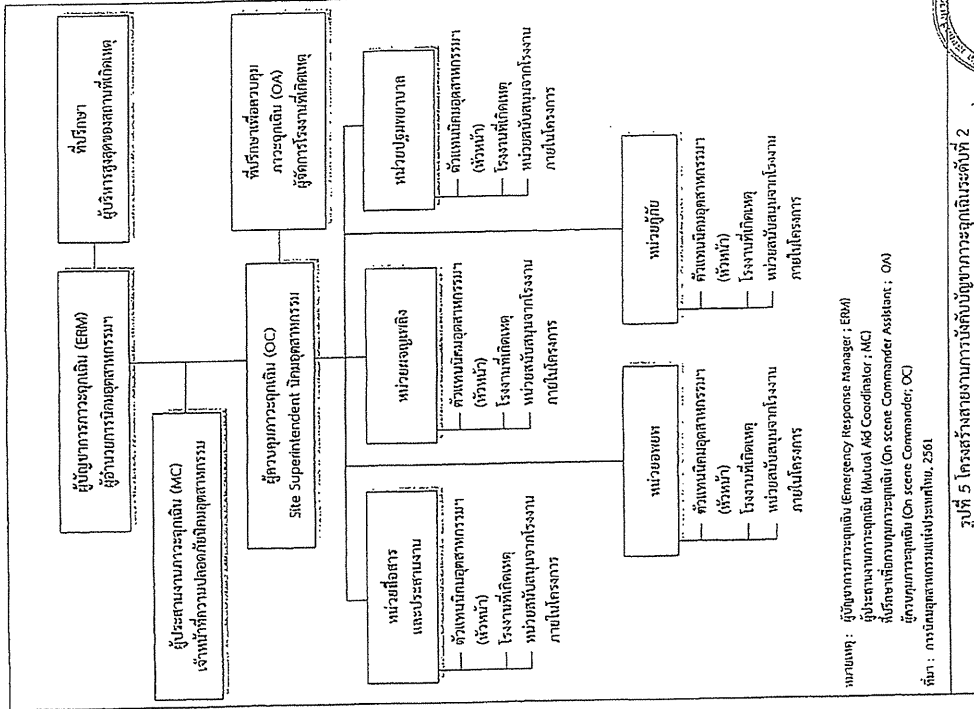 ผู้บัญชาการภาวะฉุกเฉิน (ERM)
ผู้อำนวยการนิคมอุตสาหกรรมฯ
ที่ปรึกษา
ผู้บริหารสูงสุดของสถานที่เกิดเหตุ
ผู้ประสานงานภาวะฉุกเฉิน (MC)
เจ้าหน้าที่ความปลอดภัยนิคมอุตสาหกรรม
ผู้ควบคุมภาวะฉุกเฉิน (OC)
Site Superintendent นิคมอุตสาหกรรม
ที่ปรึกษาเพื่อควบคุม
ภาวะฉุกเฉิน (OA)
ผู้จัดการโรงงานที่เกิดเหตุ
หน่วยสื่อสาร
และประสานงาน
ตัวแทนนิคมอุตสาหกรรมฯ
(หัวหน้า)
โรงงานที่เกิดเหตุ
หน่วยสนับสนุนจากโรงงาน
ภายในโครงการ
หน่วยผจญเพลิง
ตัวแทนนิคมอุตสาหกรรมฯ
(หัวหน้า)
โรงงานที่เกิดเหตุ
หน่วยสนับสนุนจากโรงงาน
ภายในโครงการ
หน่วยปฐมพยาบาล
ตัวแทนนิคมอุตสาหกรรมฯ
(หัวหน้า)
โรงงานที่เกิดเหตุ
หน่วยสนับสนุนจากโรงงาน
ภายในโครงการ
หน่วยอพยพ
ตัวแทนนิคมอุตสาหกรรมฯ
(หัวหน้า)
โรงงานที่เกิดเหตุ
หน่วยสนับสนุนจากโรงงาน
ภายในโครงการ
หน่วยกู้ภัย
ตัวแทนนิคมอุตสาหกรรมฯ
(หัวหน้า)
โรงงานที่เกิดเหตุ
หน่วยสนับสนุนจากโรงงาน
ภายในโครงการ
หมายเหตุ : ผู้บัญชาการภาวะฉุกเฉิน (Emergency Response Manager ; ERM)
ผู้ประสานงานภาวะฉุกเฉิน (Mutual Aid Coordinator ; MC)
ที่ปรึกษาเพื่อควบคุมภาวะฉุกเฉิน (On scene Commander Assistant ; OA)
ผู้ควบคุมภาวะฉุกเฉิน (On scene Commander; OC)
ที่มา : การนิคมอุตสาหกรรมแห่งประเทศไทย, 2561
รูปที่ 5 โครงสร้างสายงานการบังคับบัญชาภาวะฉุกเฉินระดับที่ 2